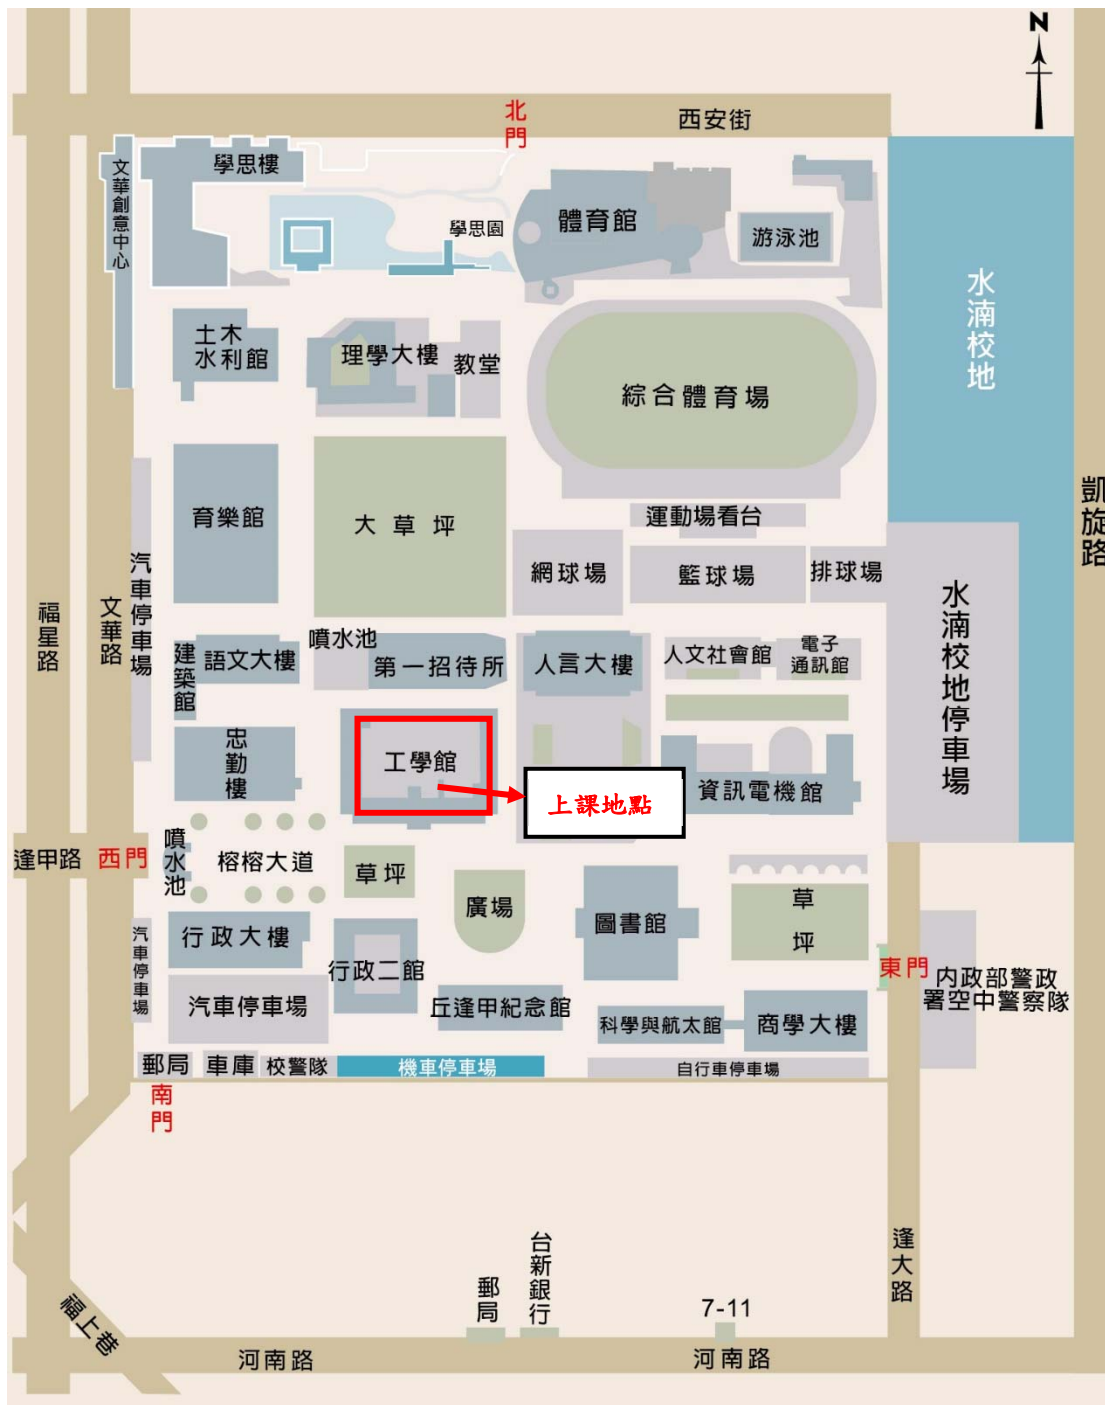 N
北門
西安街
文華創意中心
學思樓
學思園
體育館
游泳池
水湳校地
土木
水利館
理學大樓
教堂
綜合體育場
凱旋路
育樂館
大草坪
運動場看台
汽車停車場
網球場
籃球場
排球場
福星路
文華路
水湳校地停車場
建築館
語文大樓
噴水池
第一招待所
人言大樓
人文社會館
電子
通訊館
忠勤樓
工學館
上課地點
資訊電機館
逢甲路
西門
噴水池
榕榕大道
草坪
廣場
圖書館
草坪
汽車停車場
行政大樓
行政二館
東門
內政部警政
署空中警察隊
汽車停車場
丘逢甲紀念館
科學與航太館
商學大樓
郵局
車庫
校警隊
機車停車場
自行車停車場
南門
逢大路
台新銀行
郵局
7-11
福上巷
河南路
河南路